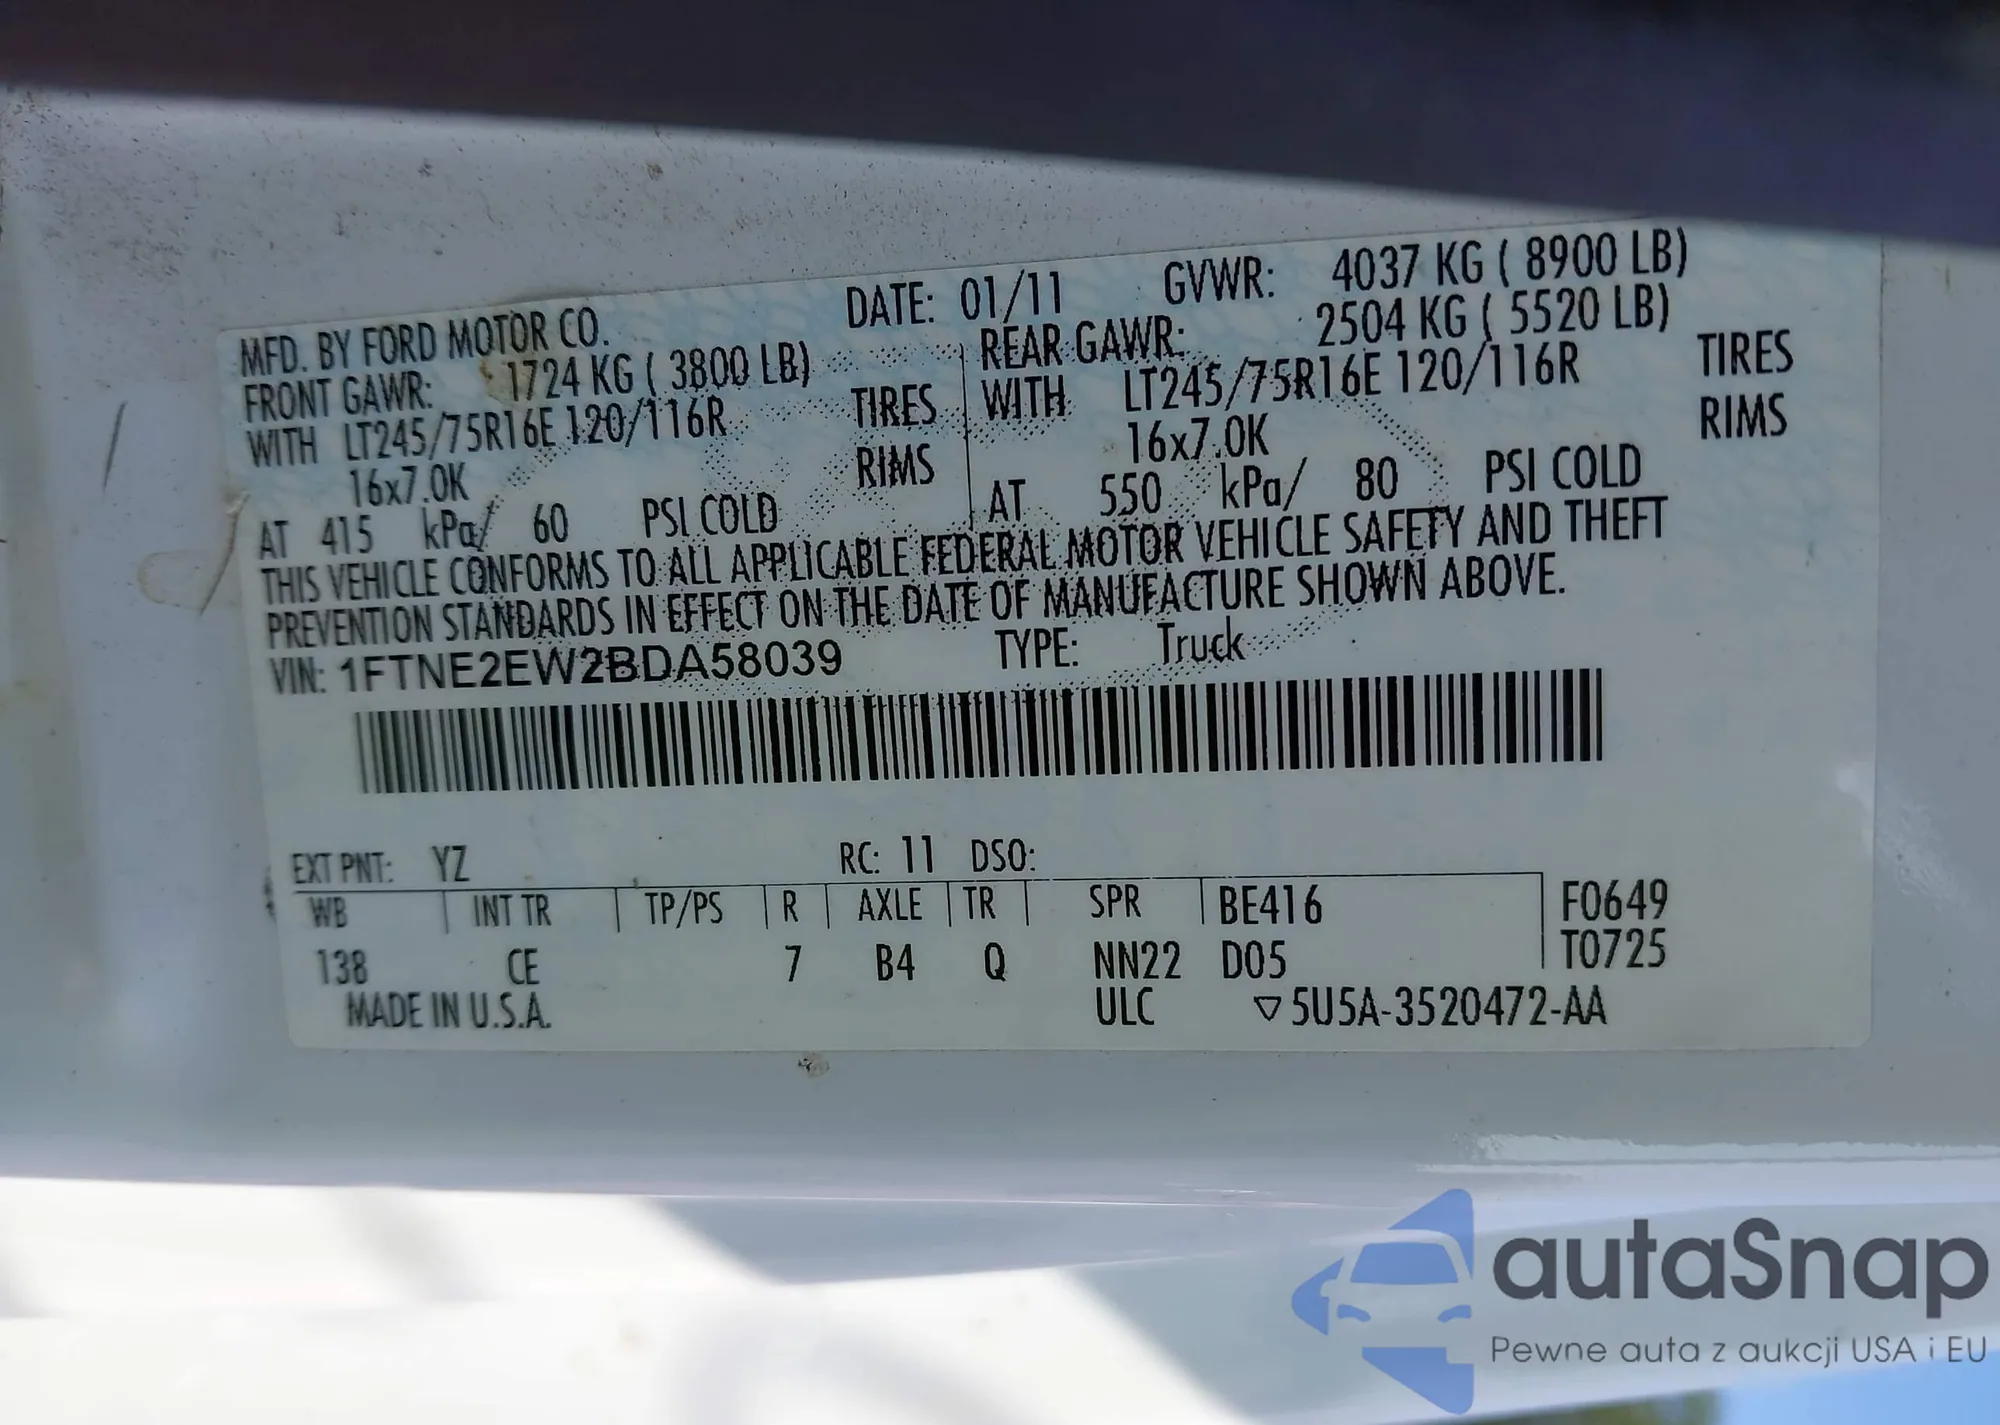 MFD. BY FORD MOTOR CO. DATE: 01/11 GVWR: 4037 KG ( 8900 LB)
FRONT GAWR: 1724 KG ( 3800 LB) REAR GAWR: 2504 KG ( 5520 LB)
WITH LT245/75R16E 120/116R TIRES WITH LT245/75R16E 120/116R TIRES
16x7.0K RIMS 16x7.0K RIMS
AT 415 kPa/ 60 PSI COLD AT 550 kPa/ 80 PSI COLD
THIS VEHICLE CONFORMS TO ALL APPLICABLE FEDERAL MOTOR VEHICLE SAFETY AND THEFT
PREVENTION STANDARDS IN EFFECT ON THE DATE OF MANUFACTURE SHOWN ABOVE.
VIN: 1FTNE2EW2BDA58039 TYPE: Truck
EXT PNT: YZ RC: 11 DSO:
WB INT TR TP/PS R AXLE TR SPR BE416 F0649
138 CE 7 B4 Q NN22 D05 T0725
MADE IN U.S.A. ULC ▽5U5A-3520472-AA
autaSnap
Pewne auta z aukcji USA i EU